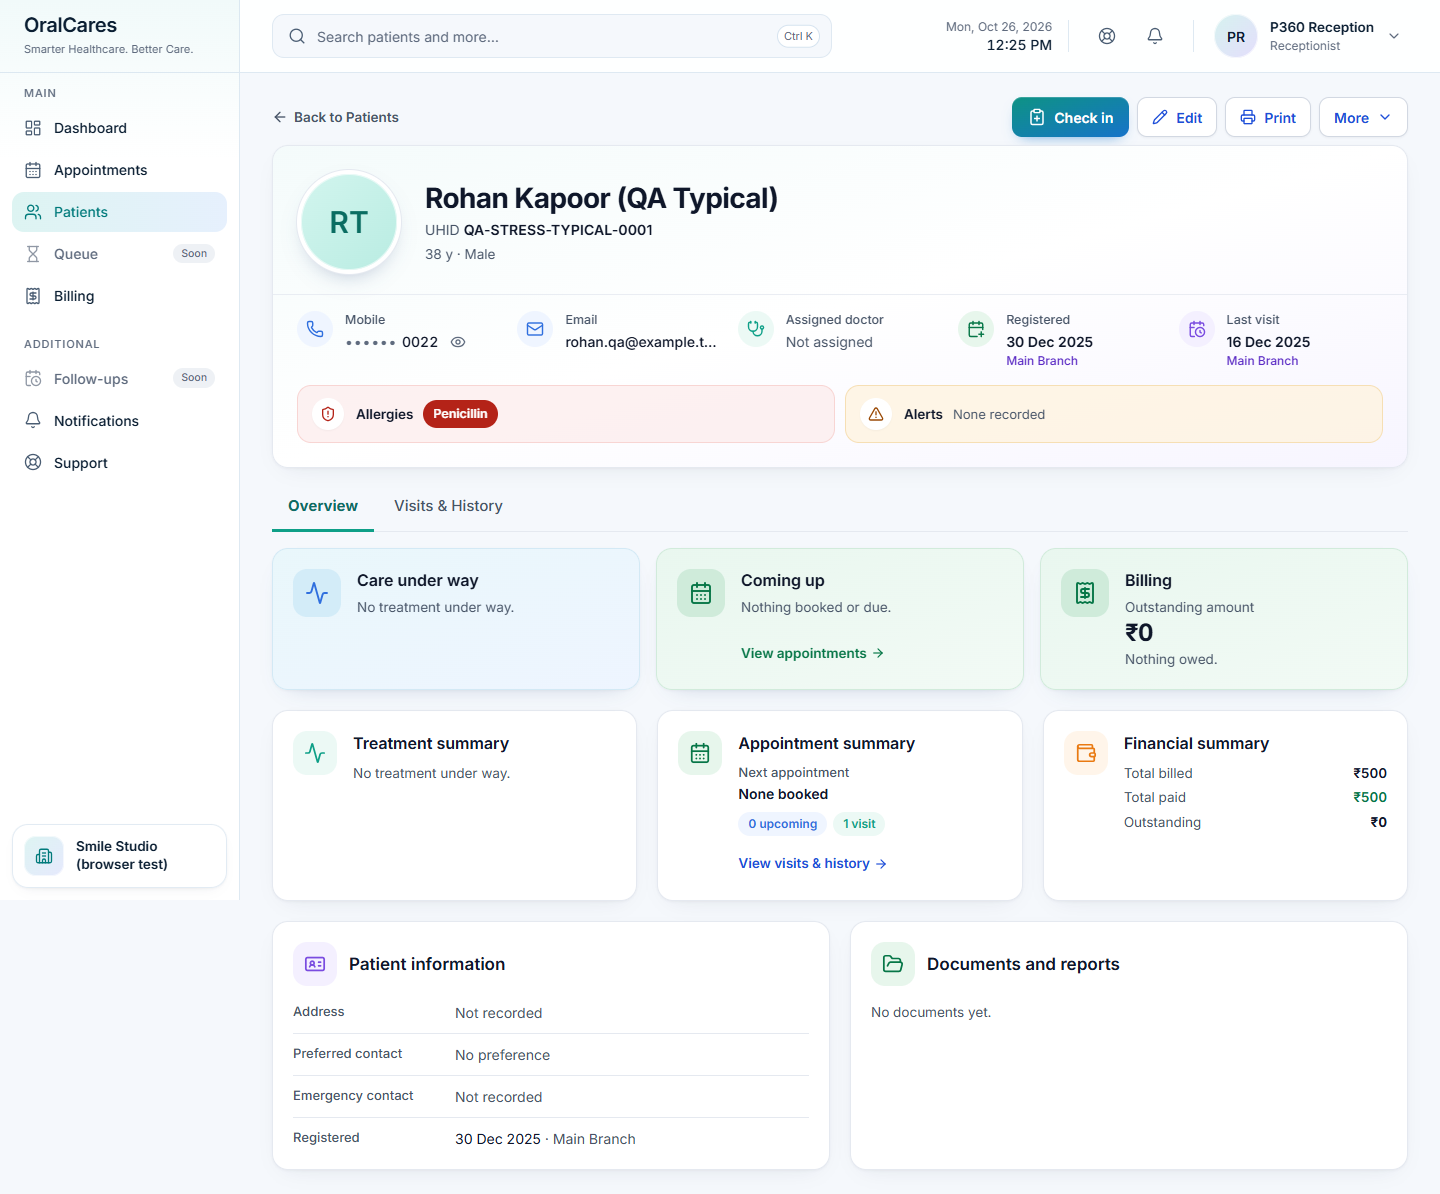 OralCares
Smarter Healthcare. Better Care.
Search patients and more...
Ctrl K
Mon, Oct 26, 2026
12:25 PM
PR
P360 Reception
Receptionist
MAIN
Dashboard
Appointments
Patients
Queue
Soon
Billing
ADDITIONAL
Follow-ups
Soon
Notifications
Support
Smile Studio
(browser test)
Back to Patients
Check in
Edit
Print
More
RT
Rohan Kapoor (QA Typical)
UHID QA-STRESS-TYPICAL-0001
38 y · Male
Mobile
•••••• 0022
Email
rohan.qa@example.t...
Assigned doctor
Not assigned
Registered
30 Dec 2025
Main Branch
Last visit
16 Dec 2025
Main Branch
Allergies
Penicillin
Alerts
None recorded
Overview
Visits & History
Care under way
No treatment under way.
Coming up
Nothing booked or due.
View appointments
Billing
Outstanding amount
₹0
Nothing owed.
Treatment summary
No treatment under way.
Appointment summary
Next appointment
None booked
0 upcoming
1 visit
View visits & history
Financial summary
Total billed ₹500
Total paid ₹500
Outstanding ₹0
Patient information
Address Not recorded
Preferred contact No preference
Emergency contact Not recorded
Registered 30 Dec 2025 · Main Branch
Documents and reports
No documents yet.